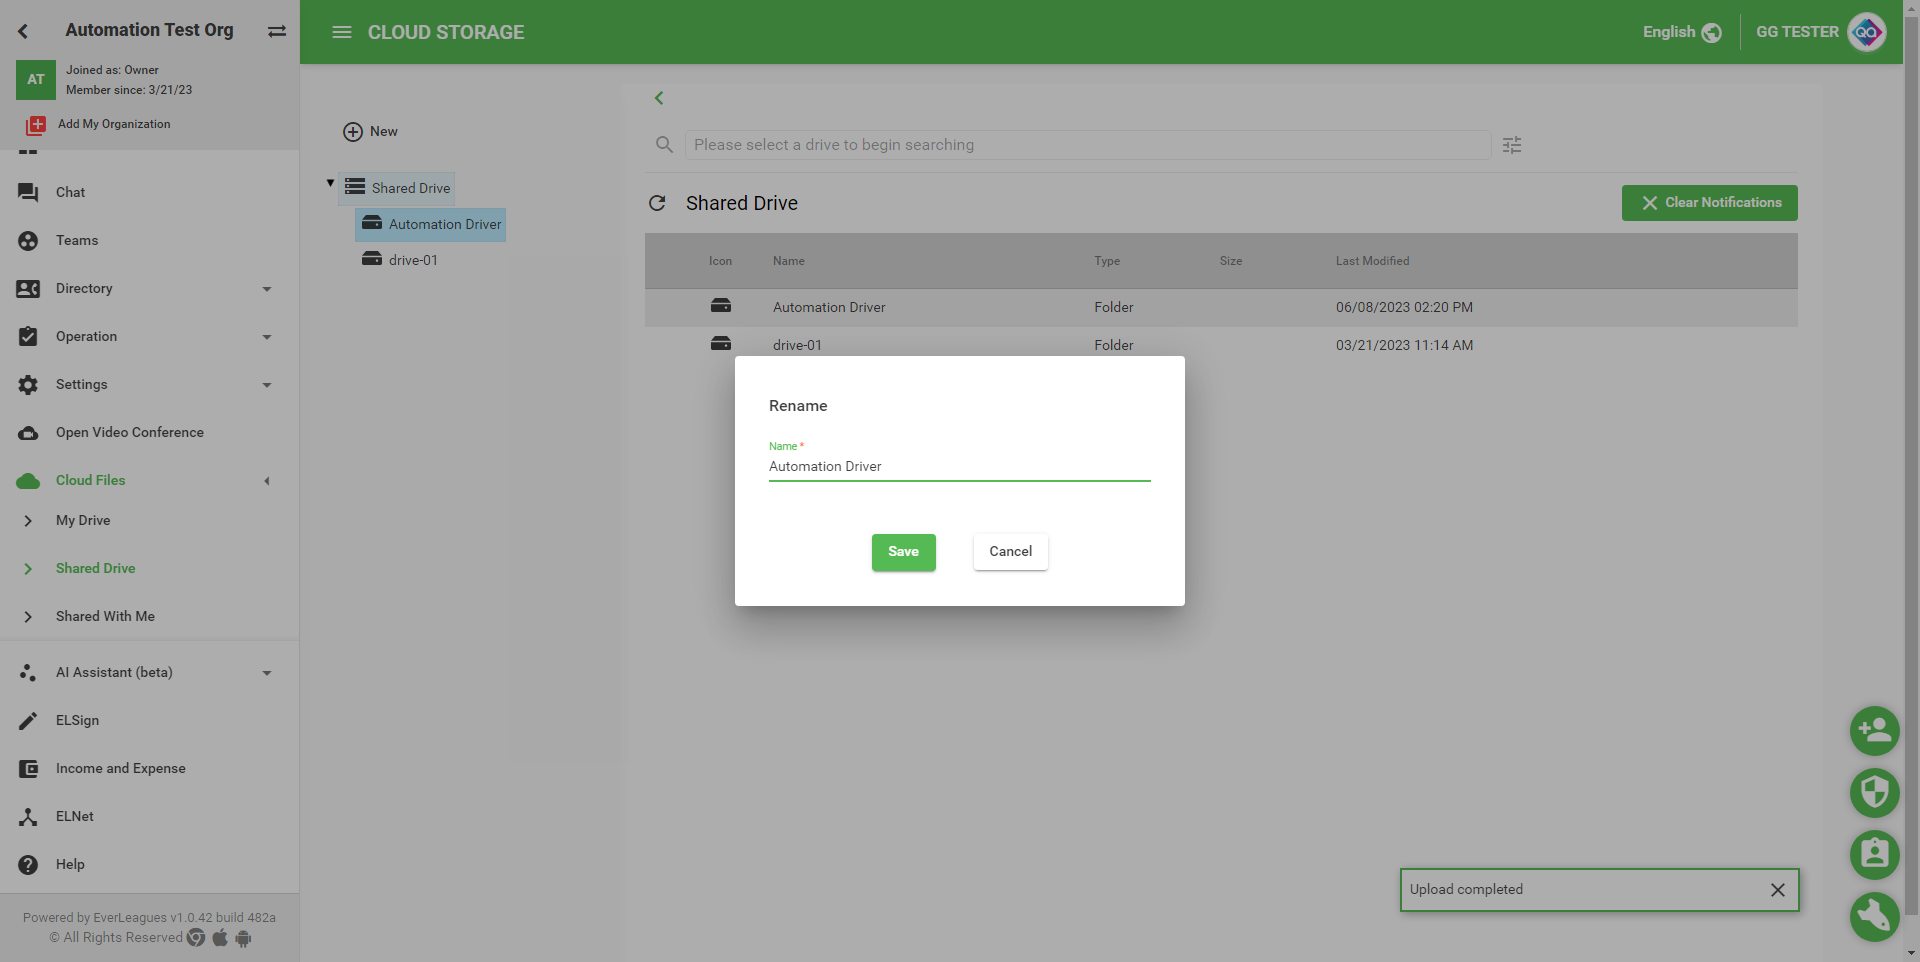 Automation Test Org
AT
Joined as: Owner
Member since: 3/21/23
Add My Organization
Chat
Teams
Directory
Operation
Settings
Open Video Conference
Cloud Files
My Drive
Shared Drive
Shared With Me
AI Assistant (beta)
ELSign
Income and Expense
ELNet
Help
Powered by EverLeagues v1.0.42 build 482a
© All Rights Reserved
CLOUD STORAGE
English
GG TESTER
QA
New
Shared Drive
Automation Driver
drive-01
Please select a drive to begin searching
Shared Drive
Clear Notifications
Icon Name Type Size Last Modified
Automation Driver Folder 06/08/2023 02:20 PM
drive-01 Folder 03/21/2023 11:14 AM
Rename
Name *
Automation Driver
Save
Cancel
Upload completed